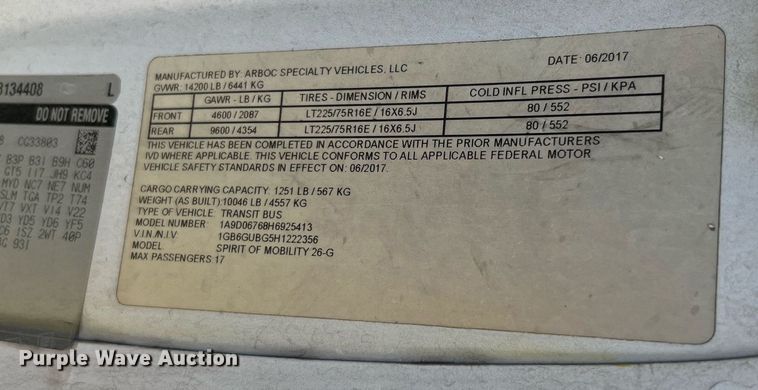 8134408 L
DO NOT REMOVE
CC33803
B3P B3I B9H C60
GT5 I17 JH9 KC4
MYD NC7 NE7 NUM
SLM TGA TP2 T74
VT7 VXT V14 V22
YD3 YD5 YD6 YF5
1SZ 2WT 40P
93I
DATE: 06/2017
MANUFACTURED BY: ARBOC SPECIALTY VEHICLES, LLC
GVWR: 14200 LB / 6441 KG
GAWR - LB / KG TIRES - DIMENSION / RIMS COLD INFL PRESS - PSI / KPA
FRONT 4600 / 2087 LT225/75R16E / 16X6.5J 80 / 552
REAR 9600 / 4354 LT225/75R16E / 16X6.5J 80 / 552
THIS VEHICLE HAS BEEN COMPLETED IN ACCORDANCE WITH THE PRIOR MANUFACTURERS
IVD WHERE APPLICABLE. THIS VEHICLE CONFORMS TO ALL APPLICABLE FEDERAL MOTOR
VEHICLE SAFETY STANDARDS IN EFFECT ON: 06/2017.
CARGO CARRYING CAPACITY: 1251 LB / 567 KG
WEIGHT (AS BUILT):10046 LB / 4557 KG
TYPE OF VEHICLE: TRANSIT BUS
MODEL NUMBER: 1A9D06768H6925413
V.I.N./N.I.V: 1GB6GUBG5H1222356
MODEL: SPIRIT OF MOBILITY 26-G
MAX PASSENGERS:17
Purple Wave Auction